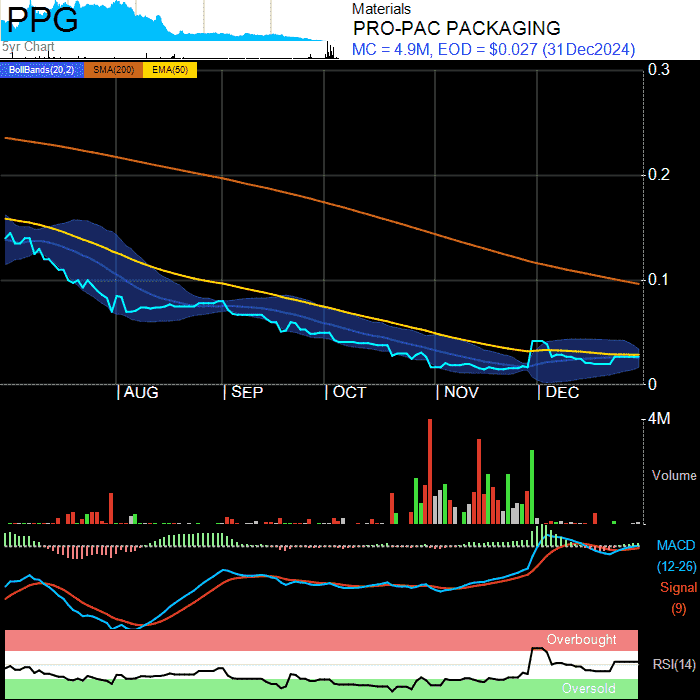 PPG
5yr Chart
Materials
PRO-PAC PACKAGING
MC = 4.9M, EOD = $0.027 (31Dec2024)
BollBands(20,2) SMA(200) EMA(50)
0.3
0.2
0.1
0
AUG SEP OCT NOV DEC
4M
Volume
MACD
(12-26)
Signal
(9)
Overbought
RSI(14)
Oversold